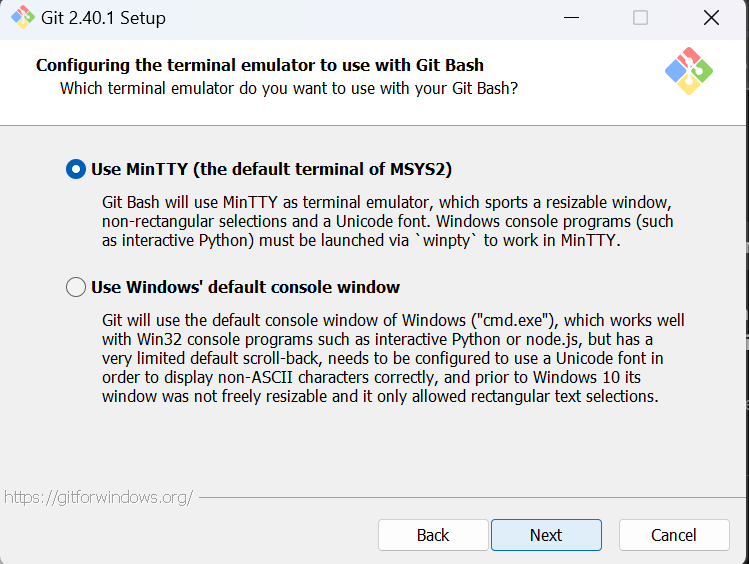 Git 2.40.1 Setup
Configuring the terminal emulator to use with Git Bash
Which terminal emulator do you want to use with your Git Bash?
Use MinTTY (the default terminal of MSYS2)
Git Bash will use MinTTY as terminal emulator, which sports a resizable window,
non-rectangular selections and a Unicode font. Windows console programs (such
as interactive Python) must be launched via `winpty` to work in MinTTY.
Use Windows' default console window
Git will use the default console window of Windows ("cmd.exe"), which works well
with Win32 console programs such as interactive Python or node.js, but has a
very limited default scroll-back, needs to be configured to use a Unicode font in
order to display non-ASCII characters correctly, and prior to Windows 10 its
window was not freely resizable and it only allowed rectangular text selections.
https://gitforwindows.org/
Back Next Cancel